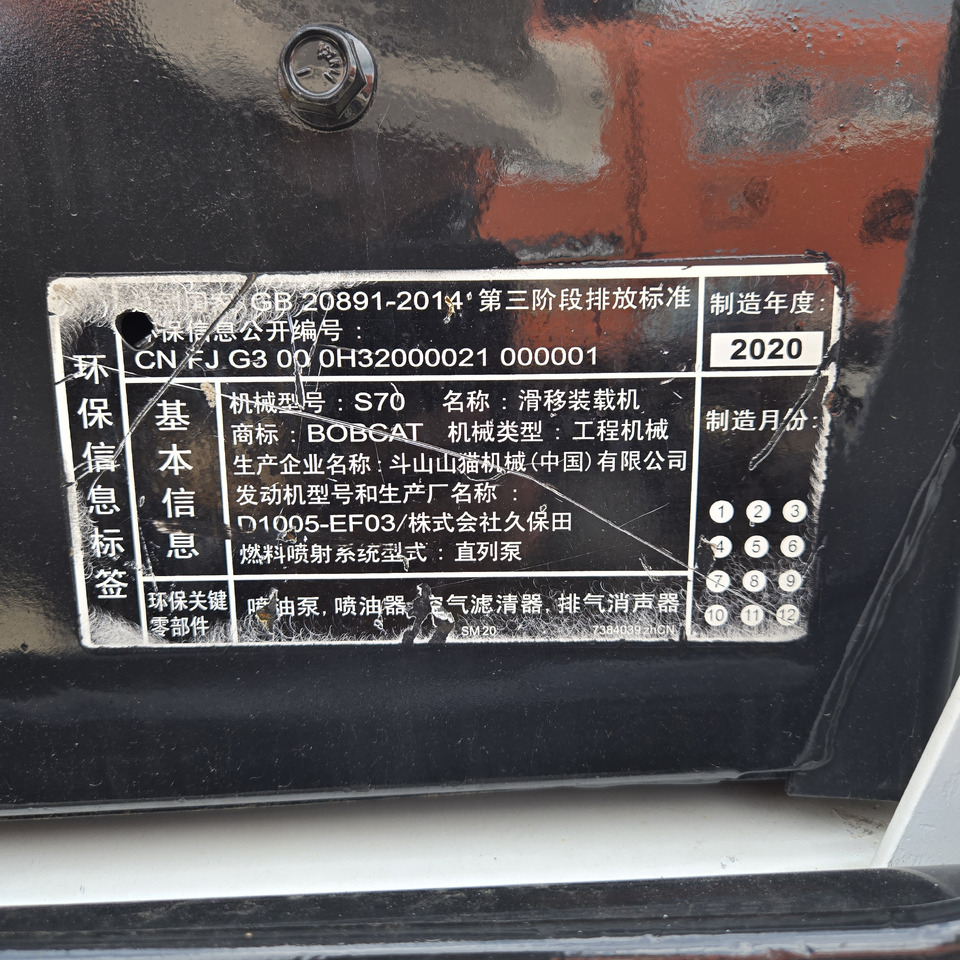 环保信息标签
GB 20891-2014 第三阶段排放标准
环保信息公开编号：
CN FJ G3 00 0H32000021 000001
制造年度:
2020
基本信息
机械型号：S70 名称：滑移装载机
商标：BOBCAT 机械类型：工程机械
生产企业名称：斗山山猫机械(中国)有限公司
发动机型号和生产厂名称：
D1005-EF03/株式会社久保田
燃料喷射系统型式：直列泵
制造月份:
1 2 3
4 5 6
7 8 9
10 11 12
环保关键
零部件
喷油泵, 喷油器, 空气滤清器, 排气消声器
SM 20
7384039 zhCN